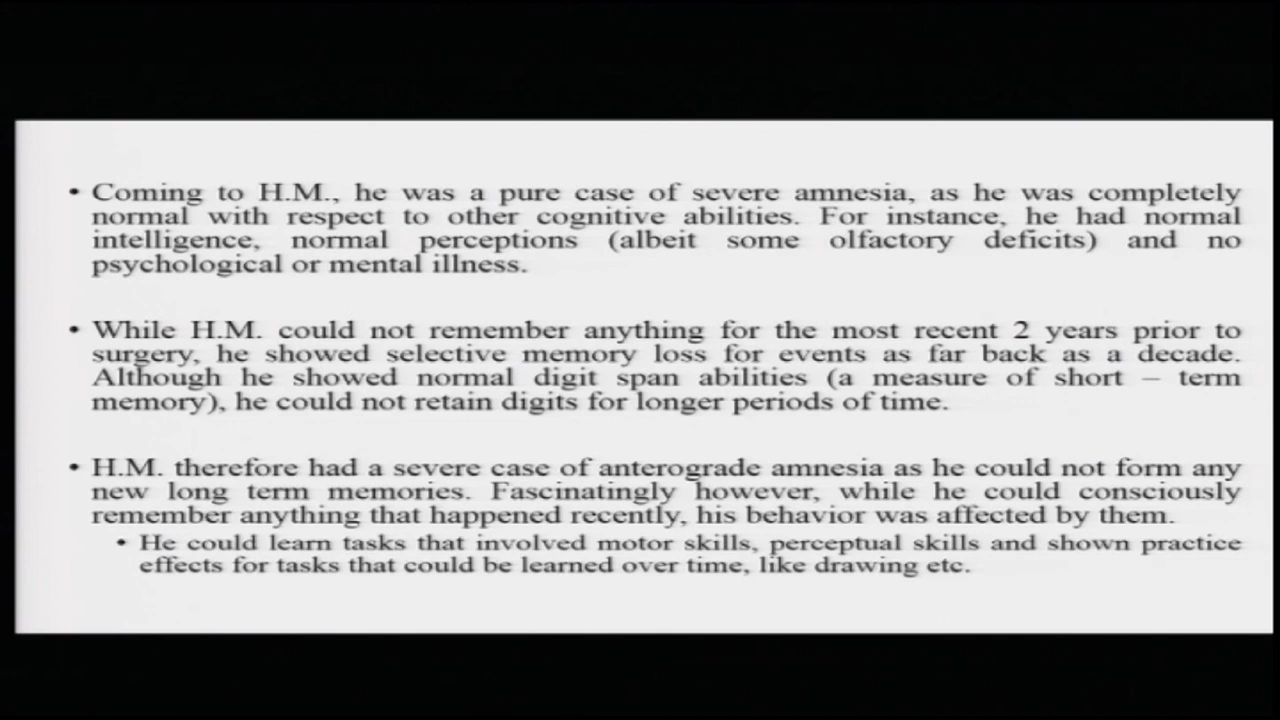 • Coming to H.M., he was a pure case of severe amnesia, as he was completely
normal with respect to other cognitive abilities. For instance, he had normal
intelligence, normal perceptions (albeit some olfactory deficits) and no
psychological or mental illness.
• While H.M. could not remember anything for the most recent 2 years prior to
surgery, he showed selective memory loss for events as far back as a decade.
Although he showed normal digit span abilities (a measure of short – term
memory), he could not retain digits for longer periods of time.
• H.M. therefore had a severe case of anterograde amnesia as he could not form any
new long term memories. Fascinatingly however, while he could consciously
remember anything that happened recently, his behavior was affected by them.
• He could learn tasks that involved motor skills, perceptual skills and shown practice
effects for tasks that could be learned over time, like drawing etc.